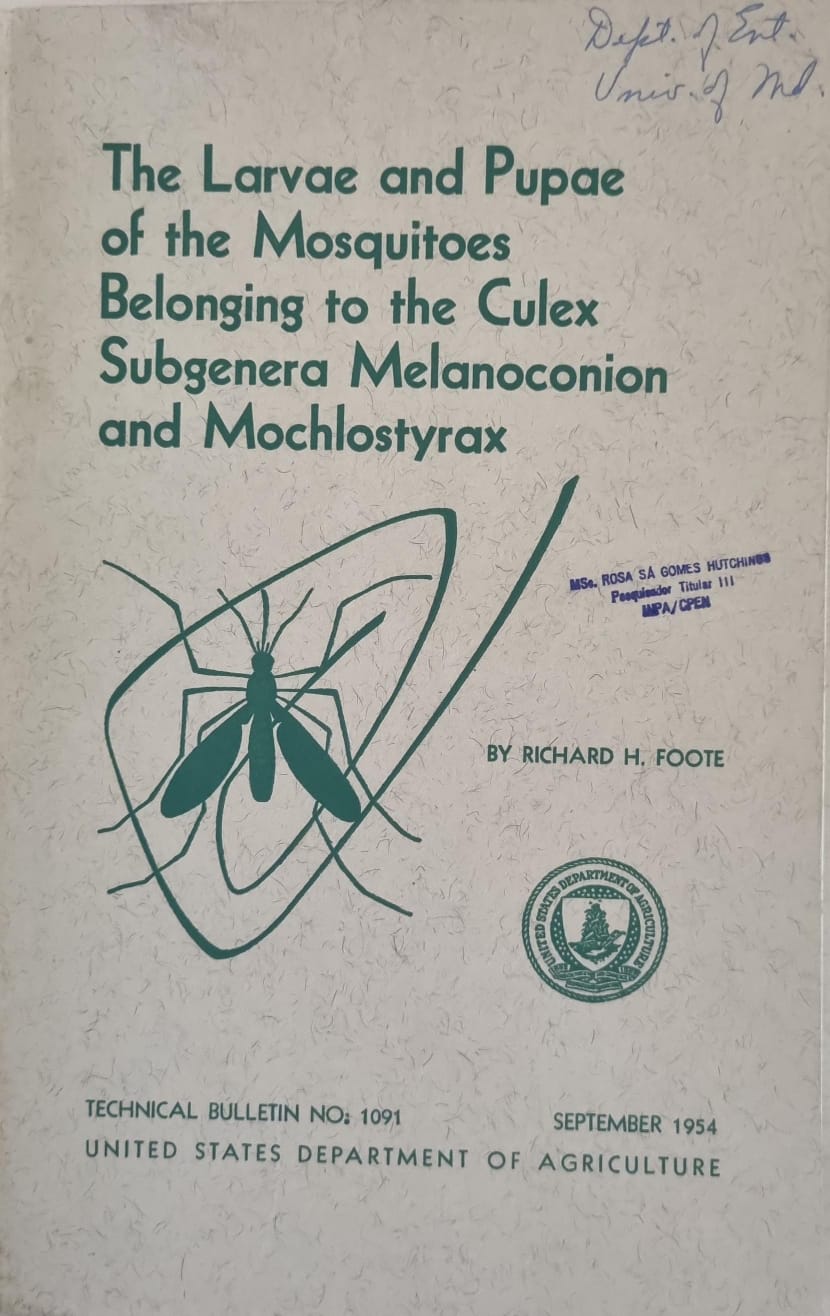 Dept. of Ent.
Univ. of Md.
The Larvae and Pupae
of the Mosquitoes
Belonging to the Culex
Subgenera Melanoconion
and Mochlostyrax
MSc. ROSA SÁ GOMES HUTCHINGS
Pesquisador Titular III
INPA/CPEN
BY RICHARD H. FOOTE
UNITED STATES DEPARTMENT OF AGRICULTURE
TECHNICAL BULLETIN NO: 1091
SEPTEMBER 1954
UNITED STATES DEPARTMENT OF AGRICULTURE